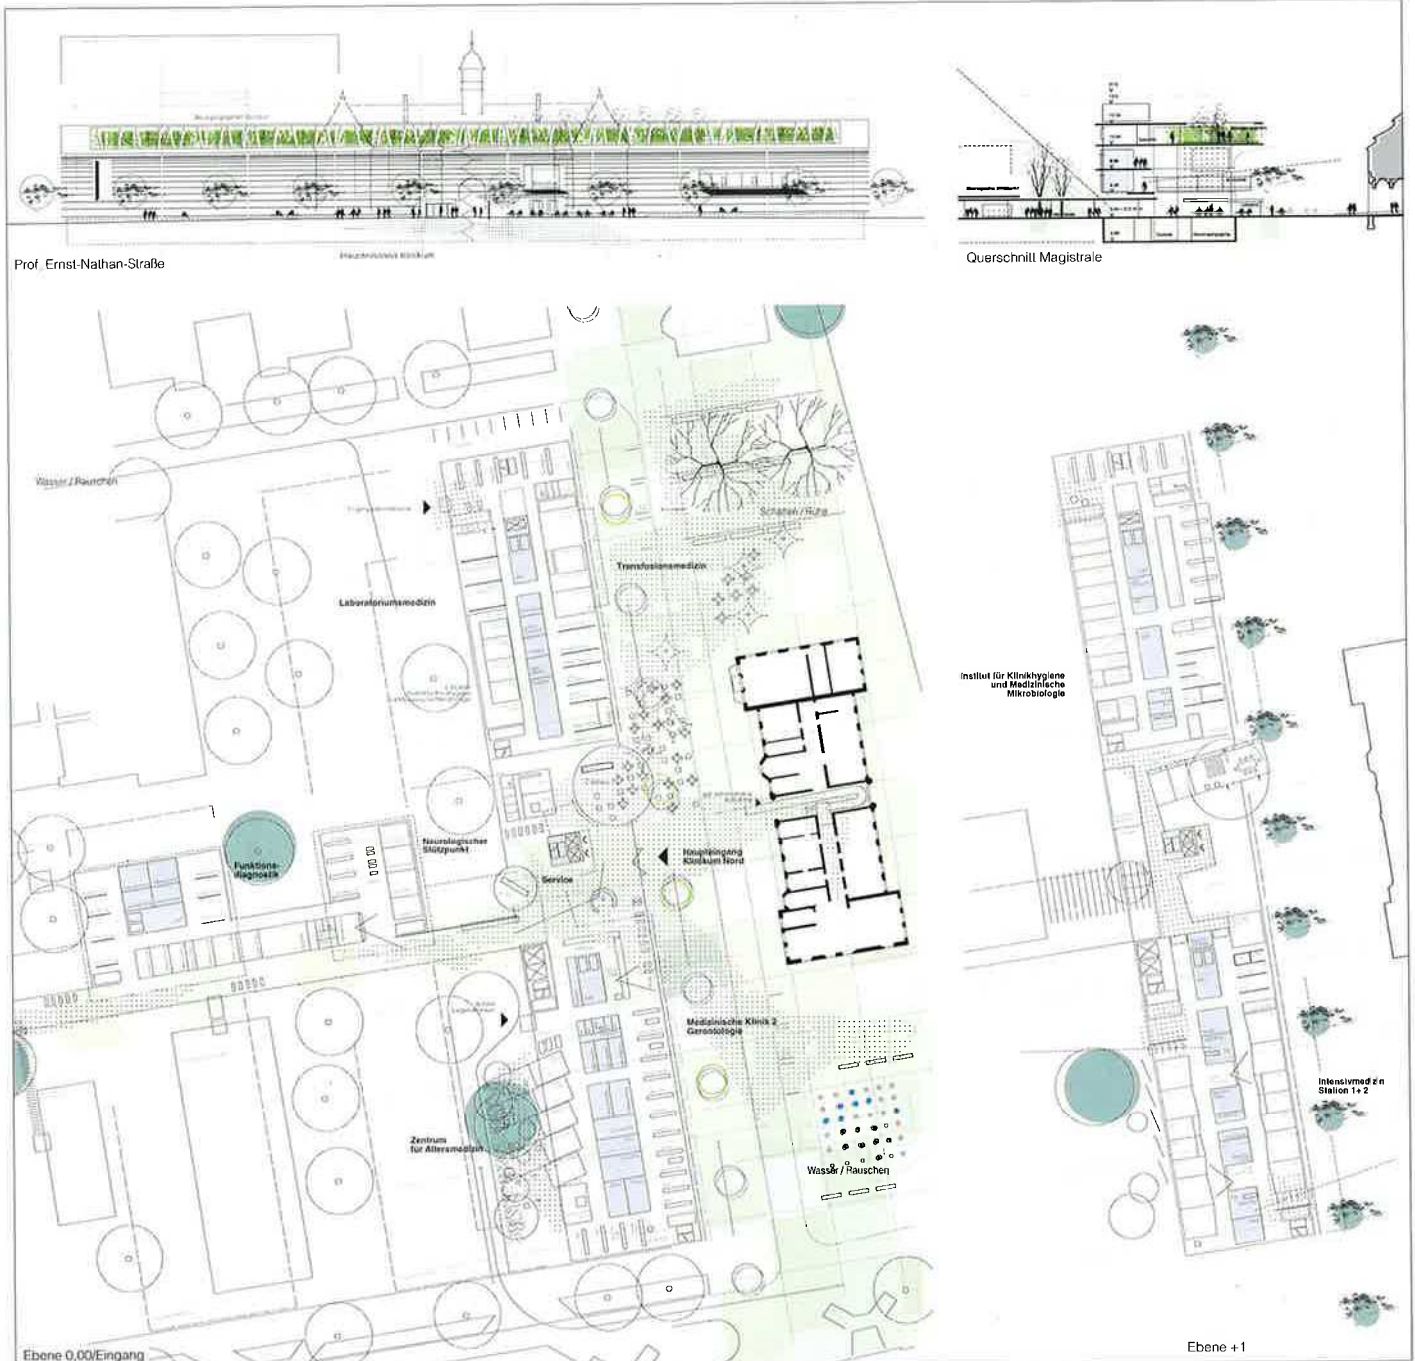 Prof. Ernst-Nathan-Straße
Querschnitt Magistrale
Wasser / Rauschen
Schatten / Ruhe
Transfusionsmedizin
Laboratoriumsmedizin
Institut für Klinikhygiene
und Medizinische
Mikrobiologie
Neurologischer
Stützpunkt
Haupteingang
Klinikum Nord
Funktions-
diagnostik
Service
Medizinische Klinik 2
Gerontologie
Intensivmedizin
Station 1+2
Zentrum
für Altersmedizin
Wasser / Rauschen
Ebene +1
Ebene 0,00/Eingang